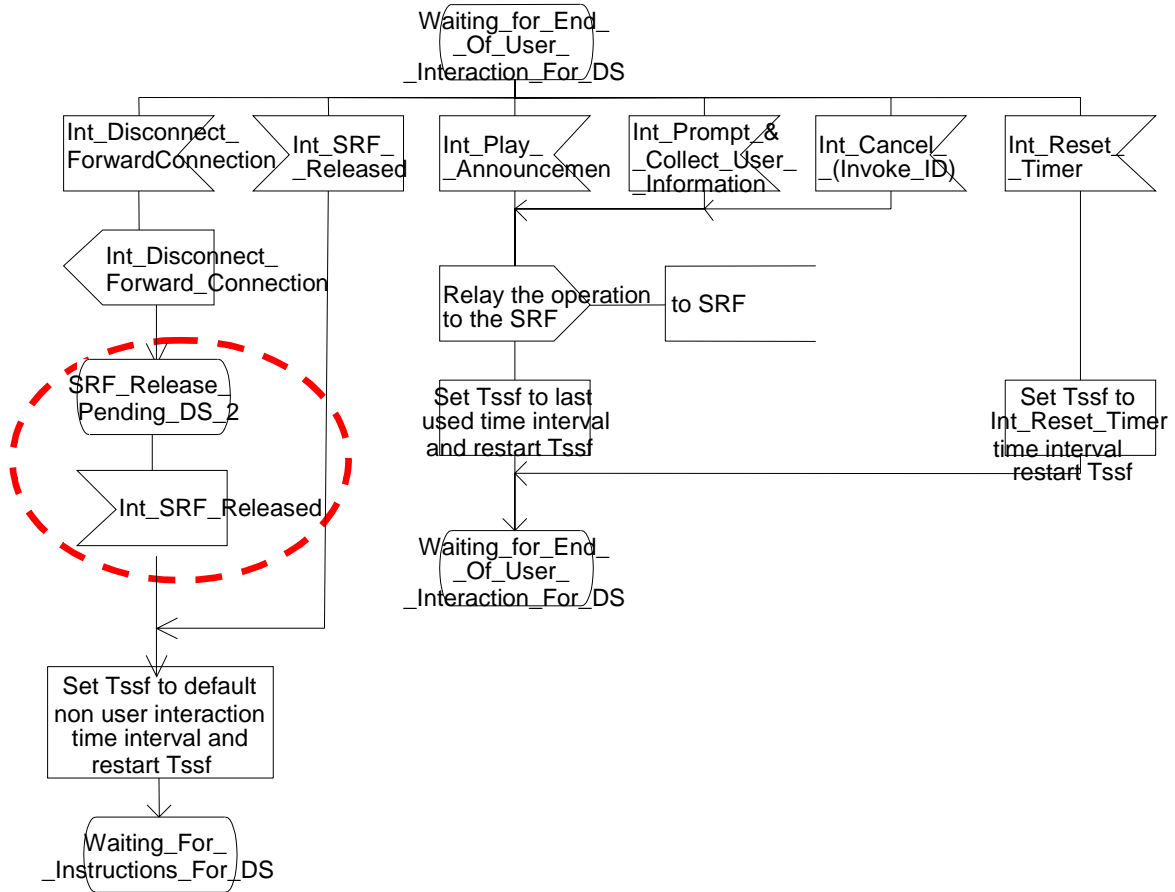 Waiting_for_End_
_Of_User_
_Interaction_For_DS
Int_Disconnect_
ForwardConnection
Int_SRF_
_Released
Int_Play_
_Announcemen
Int_Prompt_&
_Collect_User_
_Information
Int_Cancel_
_(Invoke_ID)
Int_Reset_
_Timer
Int_Disconnect_
Forward_Connection
Relay the operation
to the SRF
to SRF
SRF_Release_
Pending_DS_2
Set Tssf to last
used time interval
and restart Tssf
Set Tssf to
Int_Reset_Timer
time interval
restart Tssf
Int_SRF_Released
Waiting_for_End_
_Of_User_
_Interaction_For_DS
Set Tssf to default
non user interaction
time interval and
restart Tssf
Waiting_For_
_Instructions_For_DS